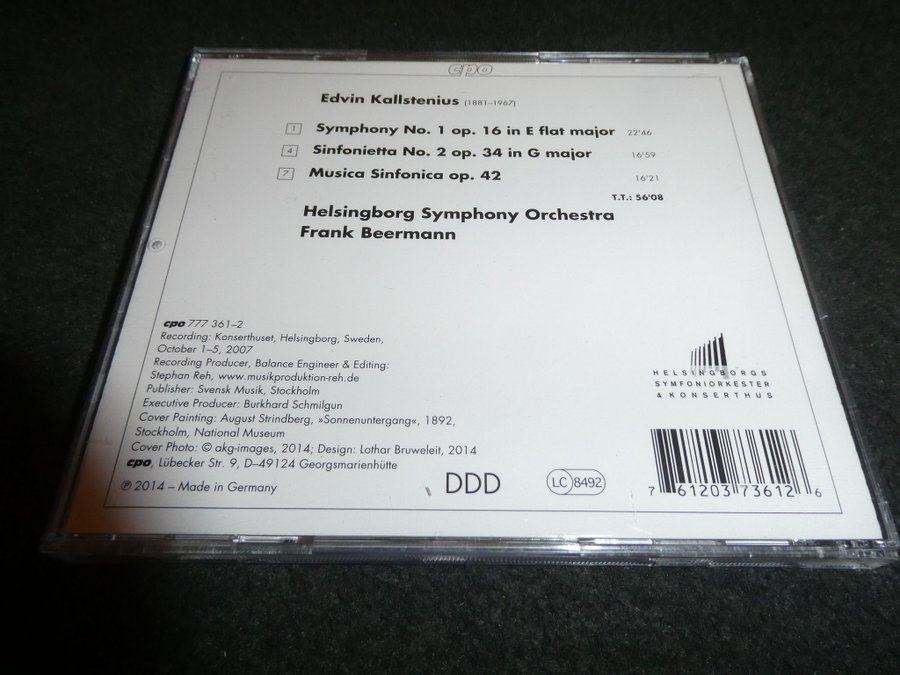 cpo
Edvin Kallstenius (1881–1967)
1 Symphony No. 1 op. 16 in E flat major 22'46
4 Sinfonietta No. 2 op. 34 in G major 16'59
7 Musica Sinfonica op. 42 16'21
T.T.: 56'08
Helsingborg Symphony Orchestra
Frank Beermann
cpo 777 361–2
Recording: Konserthuset, Helsingborg, Sweden,
October 1–5, 2007
Recording Producer, Balance Engineer & Editing:
Stephan Reh, www.musikproduktion-reh.de
Publisher: Svensk Musik, Stockholm
Executive Producer: Burkhard Schmilgun
Cover Painting: August Strindberg, »Sonnenuntergang«, 1892,
Stockholm, National Museum
Cover Photo: © akg-images, 2014; Design: Lothar Bruweleit, 2014
cpo, Lübecker Str. 9, D–49124 Georgsmarienhütte
℗ 2014 – Made in Germany
DDD
LC 8492
HELSINGBORGS
SYMFONIORKESTER
& KONSERTHUS
7 61203 73612 6